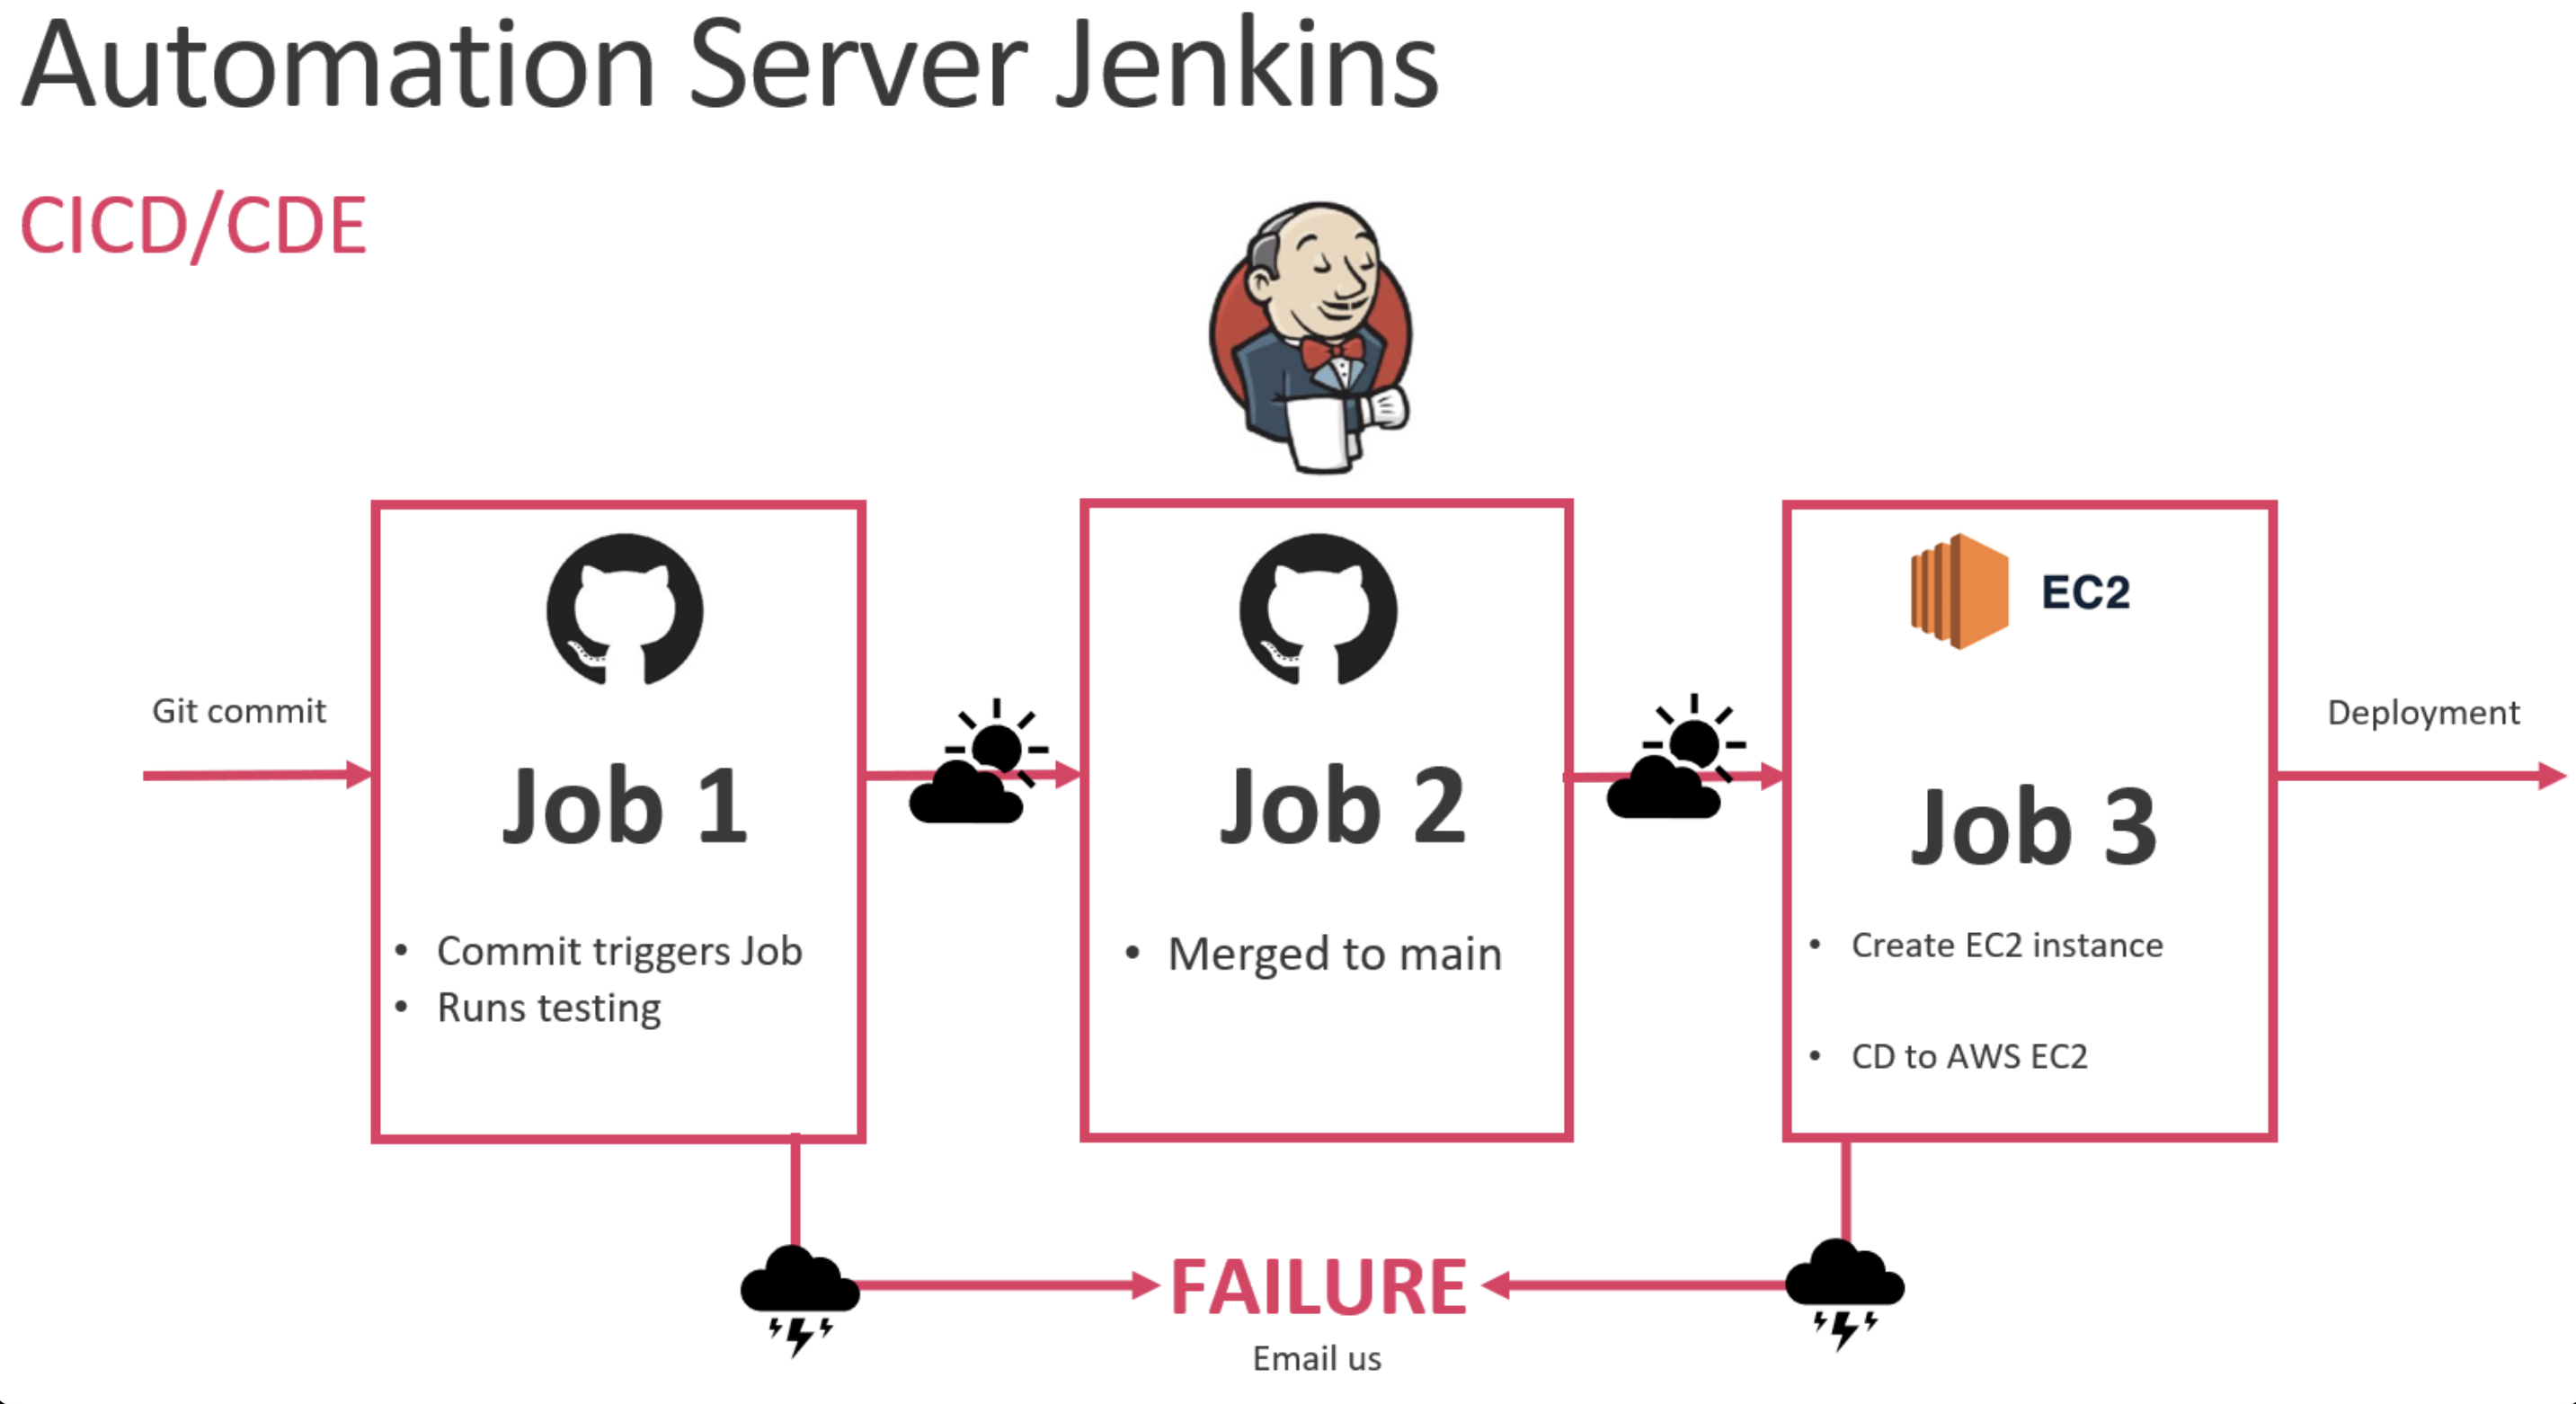 Automation Server Jenkins
CICD/CDE
Git commit
Job 1
• Commit triggers Job
• Runs testing
Job 2
• Merged to main
EC2
Job 3
• Create EC2 instance
• CD to AWS EC2
Deployment
FAILURE
Email us